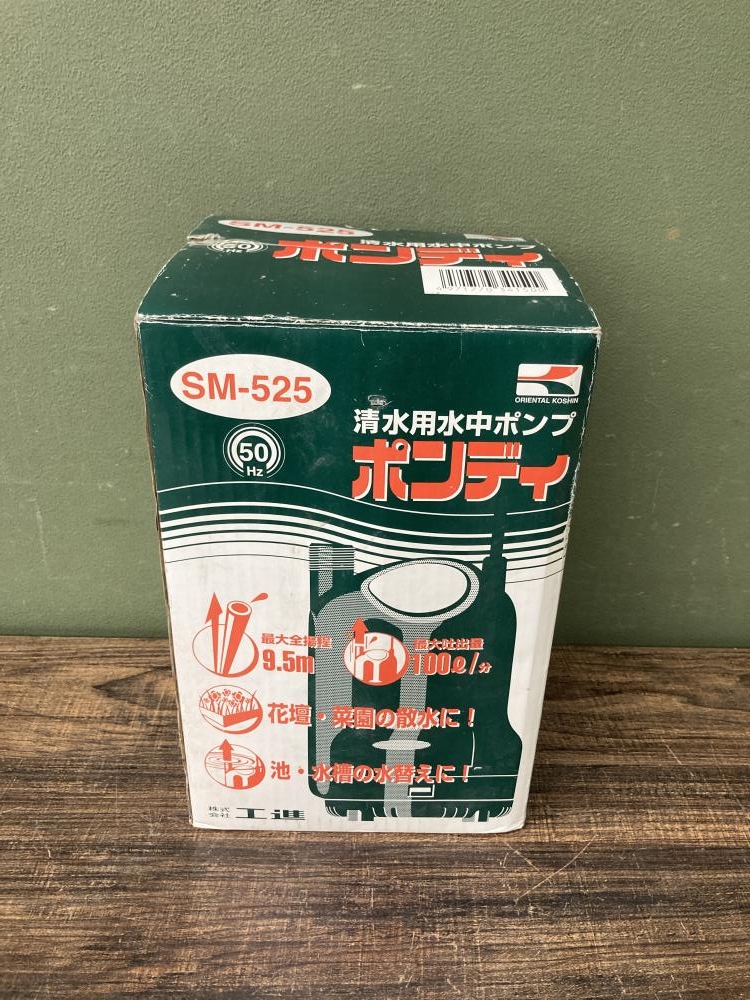 SM-525
50
Hz
清水用水中ポンプ
ポンディ
SM-525
ORIENTAL KOSHIN
50
Hz
清水用水中ポンプ
ポンディ
最大全揚程
9.5m
最大吐出量
100ℓ/分
花壇・菜園の散水に!
池・水槽の水替えに!
株式会社 工進